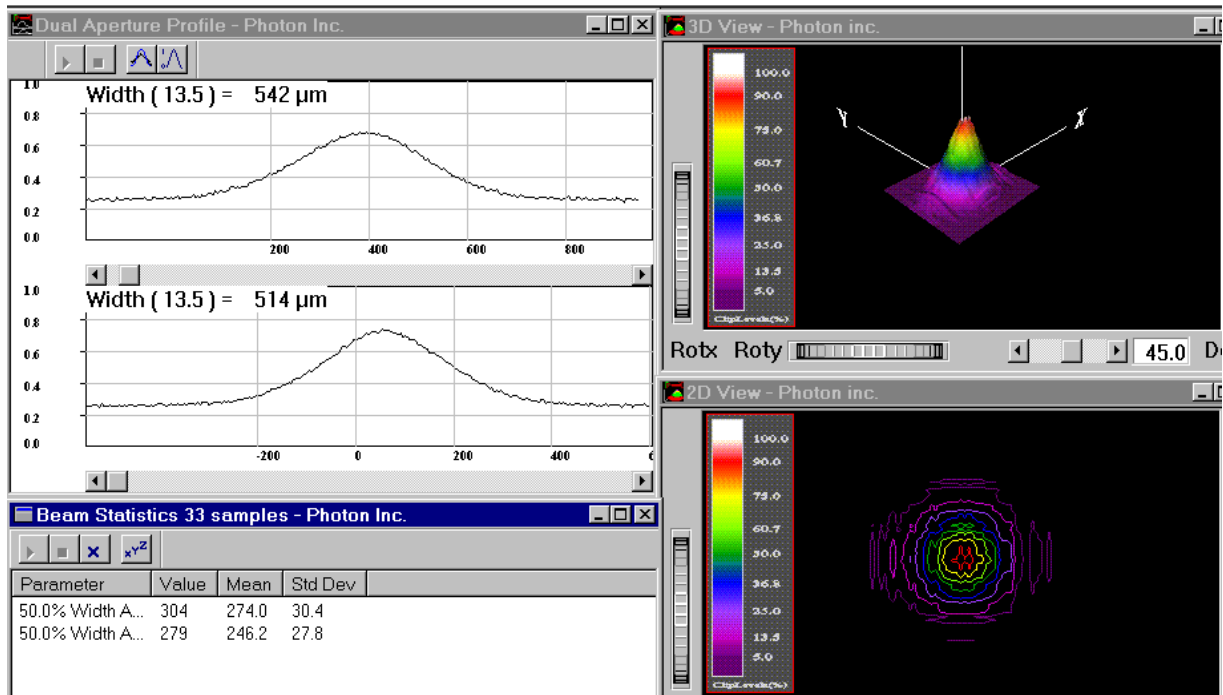 Dual Aperture Profile - Photon Inc.
1.0
Width ( 13.5 ) = 542 µm
0.8
0.6
0.4
0.2
0.0
200 400 600 800
1.0
Width ( 13.5 ) = 514 µm
0.8
0.6
0.4
0.2
0.0
-200 0 200 400
Beam Statistics 33 samples - Photon Inc.
XYZ
Parameter Value Mean Std Dev
50.0% Width A... 304 274.0 30.4
50.0% Width A... 279 246.2 27.8
3D View - Photon inc.
100.0
90.0
75.0
60.7
50.0
36.8
25.0
13.5
5.0
ClipLevels(%)
Y X
Rotx Roty 45.0 De
2D View - Photon inc.
100.0
90.0
75.0
60.7
50.0
36.8
25.0
13.5
5.0
ClipLevels(%)